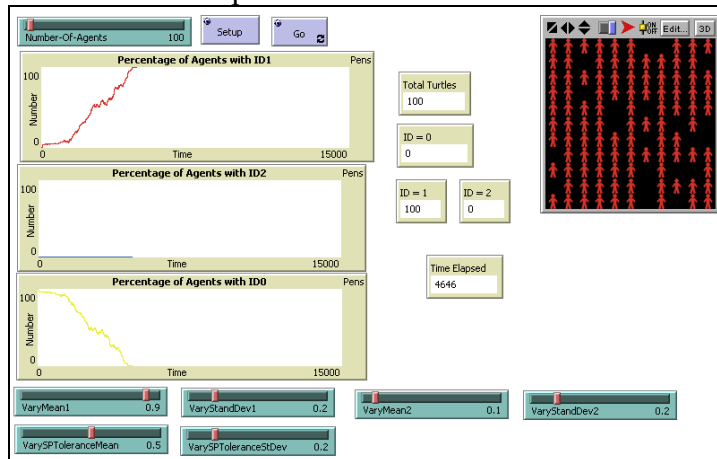 Number-Of-Agents 100
Setup
Go
ON
OFF
Edit...
3D
Percentage of Agents with ID1
Pens
100
Number
0
0
Time
15000
Total Turtles
100
ID = 0
0
Percentage of Agents with ID2
Pens
100
Number
0
0
Time
15000
ID = 1
100
ID = 2
0
Percentage of Agents with ID0
Pens
100
Number
0
0
Time
15000
Time Elapsed
4646
VaryMean1 0.9
VaryStandDev1 0.2
VaryMean2 0.1
VaryStandDev2 0.2
VarySPToleranceMean 0.5
VarySPToleranceStDev 0.2